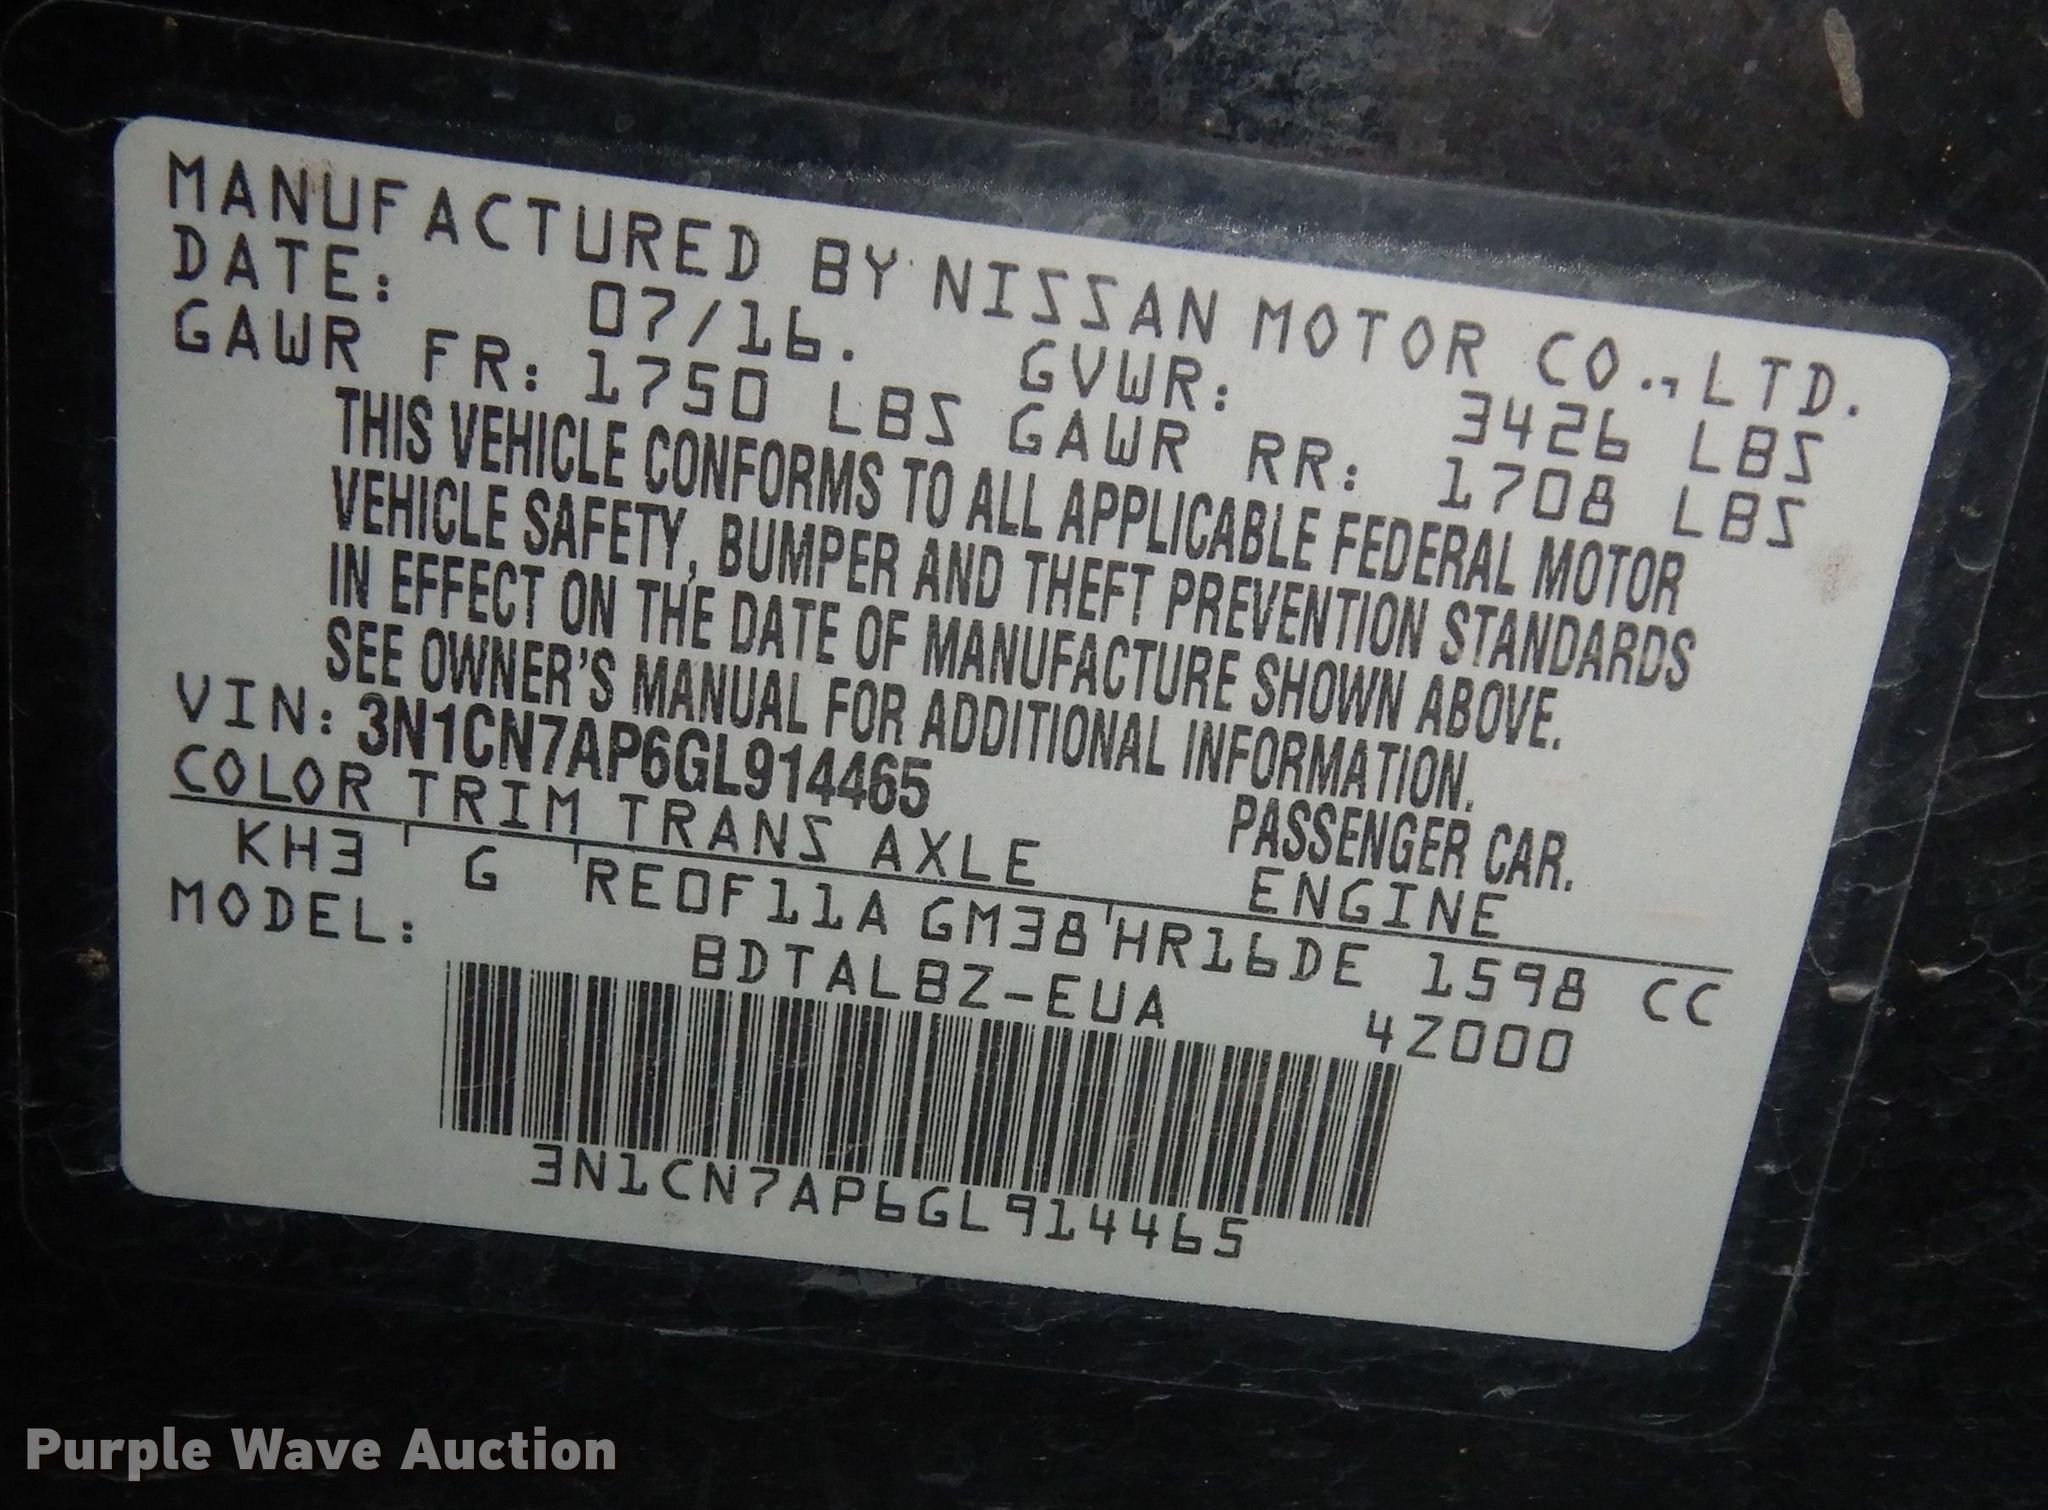 MANUFACTURED BY NISSAN MOTOR CO.,LTD.
DATE: 07/16. GVWR: 3426 LBS
GAWR FR: 1750 LBS GAWR RR: 1708 LBS
THIS VEHICLE CONFORMS TO ALL APPLICABLE FEDERAL MOTOR
VEHICLE SAFETY, BUMPER AND THEFT PREVENTION STANDARDS
IN EFFECT ON THE DATE OF MANUFACTURE SHOWN ABOVE.
SEE OWNER'S MANUAL FOR ADDITIONAL INFORMATION.
VIN: 3N1CN7AP6GL914465 PASSENGER CAR.
COLOR TRIM TRANS AXLE ENGINE
KH3 G RE0F11A GM38 HR16DE 1598 CC
MODEL: BDTALBZ-EUA 4Z000
3N1CN7AP6GL914465
Purple Wave Auction